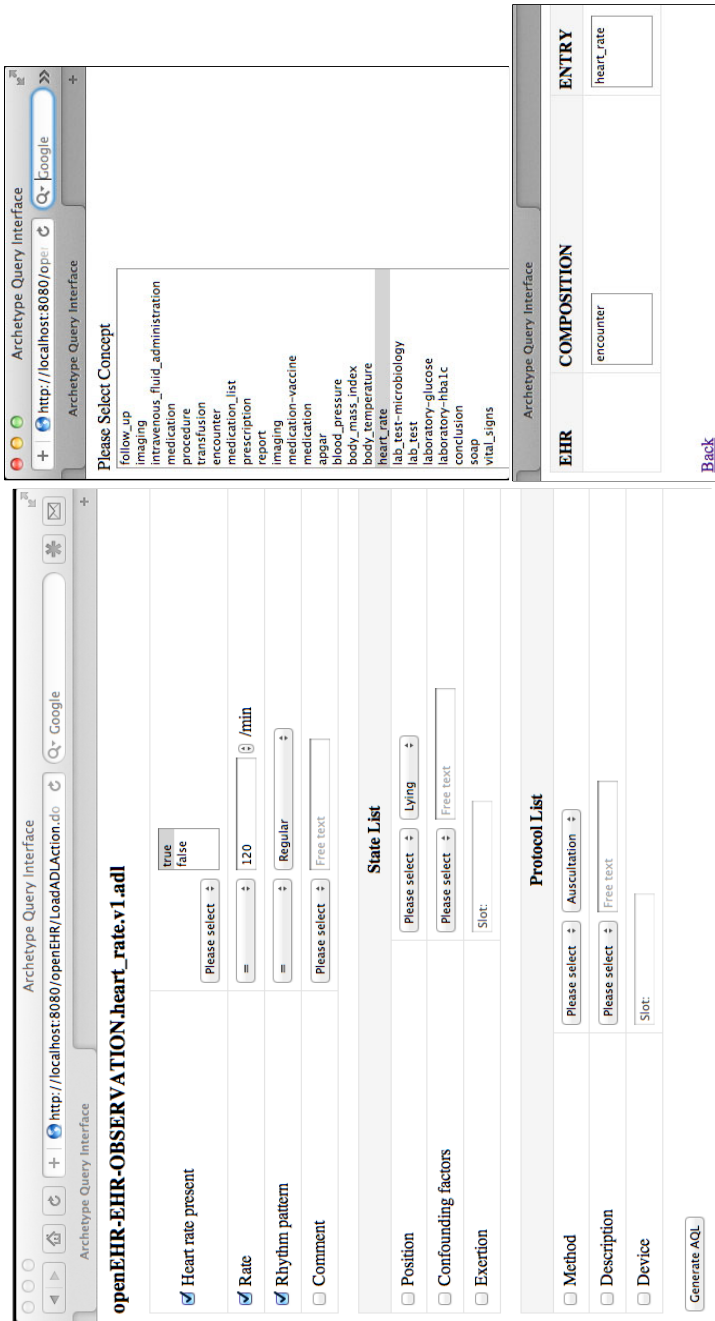 Archetype Query Interface
+ http://localhost:8080/openEHR/LoadADLAction.do Google
Archetype Query Interface +
openEHR-EHR-OBSERVATION.heart_rate.v1.adl
Heart rate present Please select true
false
Rate = 120 /min
Rhythm pattern = Regular
Comment Please select Free text
State List
Position Please select Lying
Confounding factors Please select Free text
Exertion Slot:
Protocol List
Method Please select Auscultation
Description Please select Free text
Device Slot:
Generate AQL
Archetype Query Interface
+ http://localhost:8080/ope Google »
Archetype Query Interface +
Please Select Concept
follow_up
imaging
intravenous_fluid_administration
medication
procedure
transfusion
encounter
medication_list
prescription
report
imaging
medication-vaccine
medication
apgar
blood_pressure
body_mass_index
body_temperature
heart_rate
lab_test-microbiology
lab_test
laboratory-glucose
laboratory-hba1c
conclusion
soap
vital_signs
Archetype Query Interface
EHR COMPOSITION ENTRY
encounter heart_rate
Back